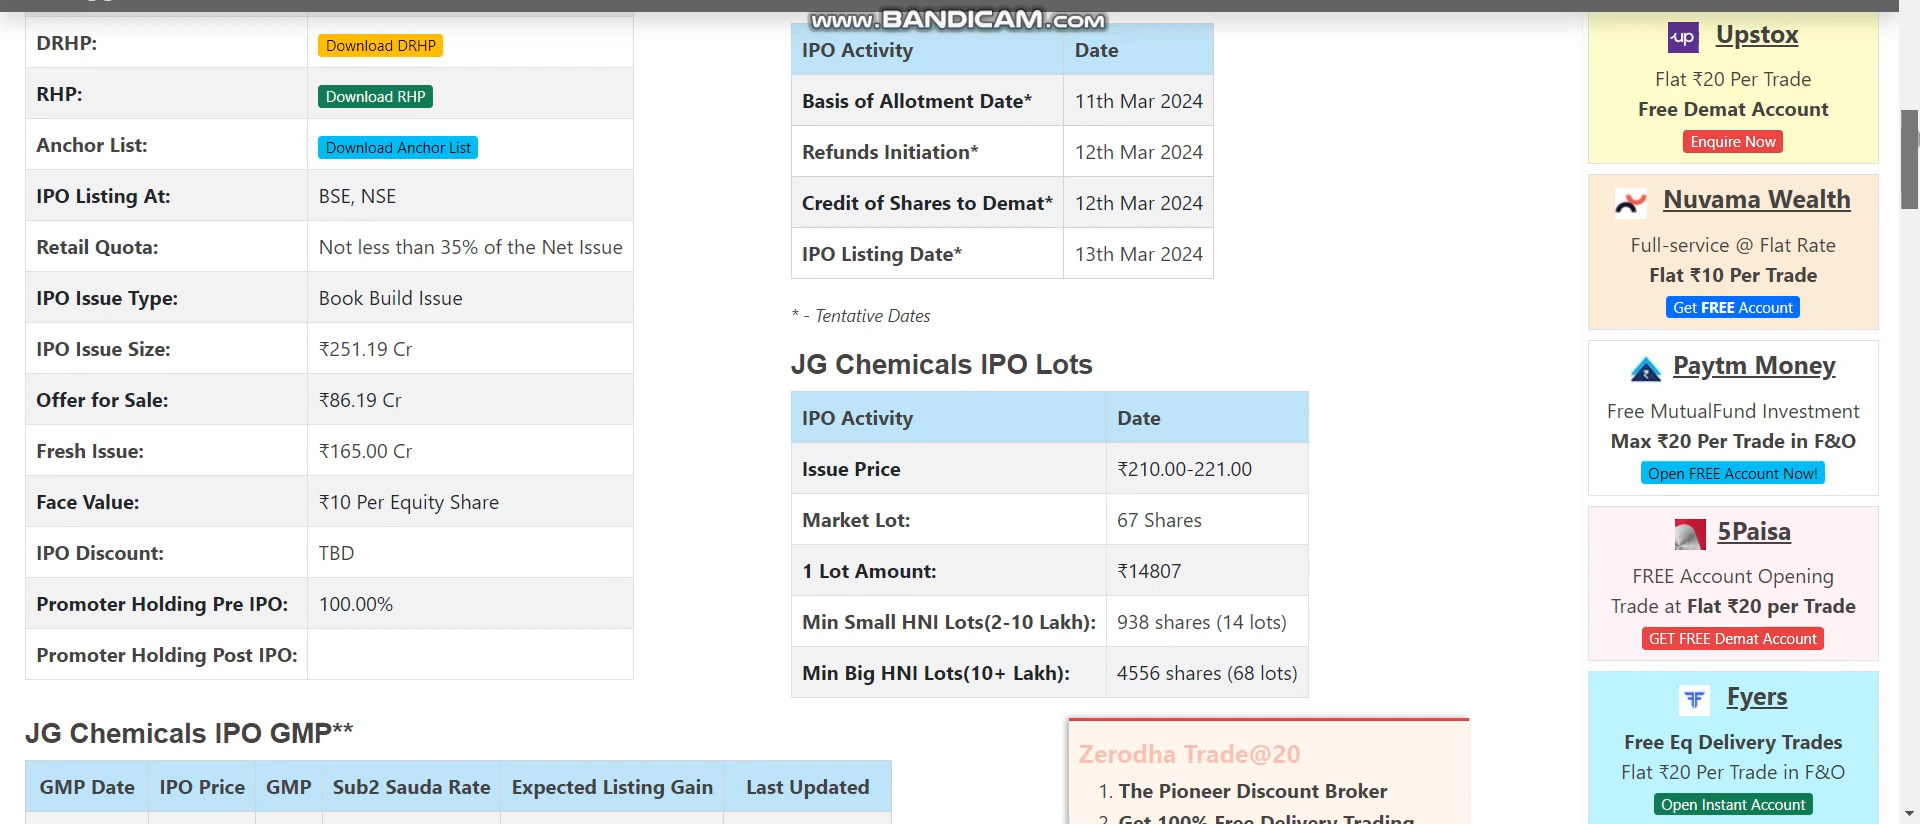 www.BANDICAM.com
DRHP: Download DRHP
RHP: Download RHP
Anchor List: Download Anchor List
IPO Listing At: BSE, NSE
Retail Quota: Not less than 35% of the Net Issue
IPO Issue Type: Book Build Issue
IPO Issue Size: ₹251.19 Cr
Offer for Sale: ₹86.19 Cr
Fresh Issue: ₹165.00 Cr
Face Value: ₹10 Per Equity Share
IPO Discount: TBD
Promoter Holding Pre IPO: 100.00%
Promoter Holding Post IPO:
JG Chemicals IPO GMP**
GMP Date IPO Price GMP Sub2 Sauda Rate Expected Listing Gain Last Updated
IPO Activity Date
Basis of Allotment Date* 11th Mar 2024
Refunds Initiation* 12th Mar 2024
Credit of Shares to Demat* 12th Mar 2024
IPO Listing Date* 13th Mar 2024
* - Tentative Dates
JG Chemicals IPO Lots
IPO Activity Date
Issue Price ₹210.00-221.00
Market Lot: 67 Shares
1 Lot Amount: ₹14807
Min Small HNI Lots(2-10 Lakh): 938 shares (14 lots)
Min Big HNI Lots(10+ Lakh): 4556 shares (68 lots)
Zerodha Trade@20
1. The Pioneer Discount Broker
2. Get 100% Free Delivery Trading
up Upstox
Flat ₹20 Per Trade
Free Demat Account
Enquire Now
Nuvama Wealth
Full-service @ Flat Rate
Flat ₹10 Per Trade
Get FREE Account
Paytm Money
Free MutualFund Investment
Max ₹20 Per Trade in F&O
Open FREE Account Now!
5Paisa
FREE Account Opening
Trade at Flat ₹20 per Trade
GET FREE Demat Account
Fyers
Free Eq Delivery Trades
Flat ₹20 Per Trade in F&O
Open Instant Account